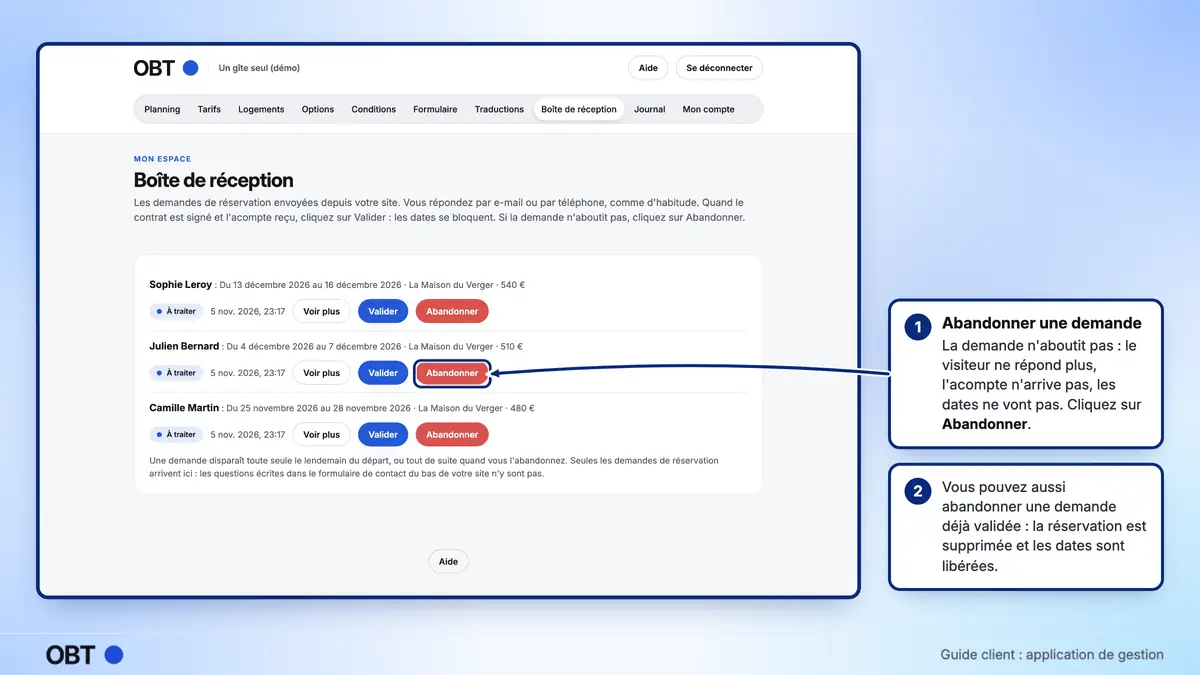 OBT
Un gîte seul (démo)
Aide
Se déconnecter
Planning
Tarifs
Logements
Options
Conditions
Formulaire
Traductions
Boîte de réception
Journal
Mon compte
MON ESPACE
Boîte de réception
Les demandes de réservation envoyées depuis votre site. Vous répondez par e-mail ou par téléphone, comme d'habitude. Quand le
contrat est signé et l'acompte reçu, cliquez sur Valider : les dates se bloquent. Si la demande n'aboutit pas, cliquez sur Abandonner.
Sophie Leroy : Du 13 décembre 2026 au 16 décembre 2026 · La Maison du Verger · 540 €
À traiter 5 nov. 2026, 23:17 Voir plus Valider Abandonner
Julien Bernard : Du 4 décembre 2026 au 7 décembre 2026 · La Maison du Verger · 510 €
À traiter 5 nov. 2026, 23:17 Voir plus Valider Abandonner
Camille Martin : Du 25 novembre 2026 au 28 novembre 2026 · La Maison du Verger · 480 €
À traiter 5 nov. 2026, 23:17 Voir plus Valider Abandonner
Une demande disparaît toute seule le lendemain du départ, ou tout de suite quand vous l'abandonnez. Seules les demandes de réservation
arrivent ici : les questions écrites dans le formulaire de contact du bas de votre site n'y sont pas.
Aide
1 Abandonner une demande
La demande n'aboutit pas : le
visiteur ne répond plus,
l'acompte n'arrive pas, les
dates ne vont pas. Cliquez sur
Abandonner.
2 Vous pouvez aussi
abandonner une demande
déjà validée : la réservation est
supprimée et les dates sont
libérées.
OBT
Guide client : application de gestion